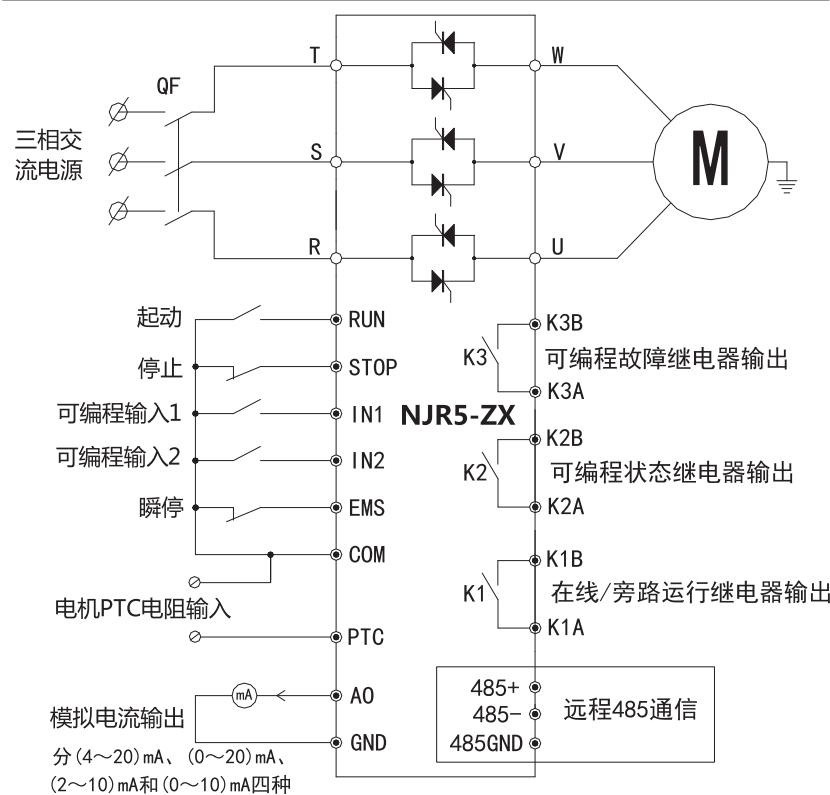 T
W
QF
三相交
流电源
S
V
M
R
U
起动
RUN
K3B
停止
STOP
K3
可编程故障继电器输出
K3A
可编程输入1
IN1
NJR5-ZX
K2B
可编程输入2
IN2
K2
可编程状态继电器输出
瞬停
EMS
K2A
COM
K1B
K1
在线/旁路运行继电器输出
电机PTC电阻输入
PTC
K1A
mA
AO
485+
模拟电流输出
485-
远程485通信
GND
485GND
分(4～20)mA、(0～20)mA、
(2～10)mA和(0～10)mA四种